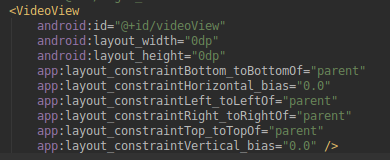 <VideoView
android:id="@+id/videoView"
android:layout_width="0dp"
android:layout_height="0dp"
app:layout_constraintBottom_toBottomOf="parent"
app:layout_constraintHorizontal_bias="0.0"
app:layout_constraintLeft_toLeftOf="parent"
app:layout_constraintRight_toRightOf="parent"
app:layout_constraintTop_toTopOf="parent"
app:layout_constraintVertical_bias="0.0" />